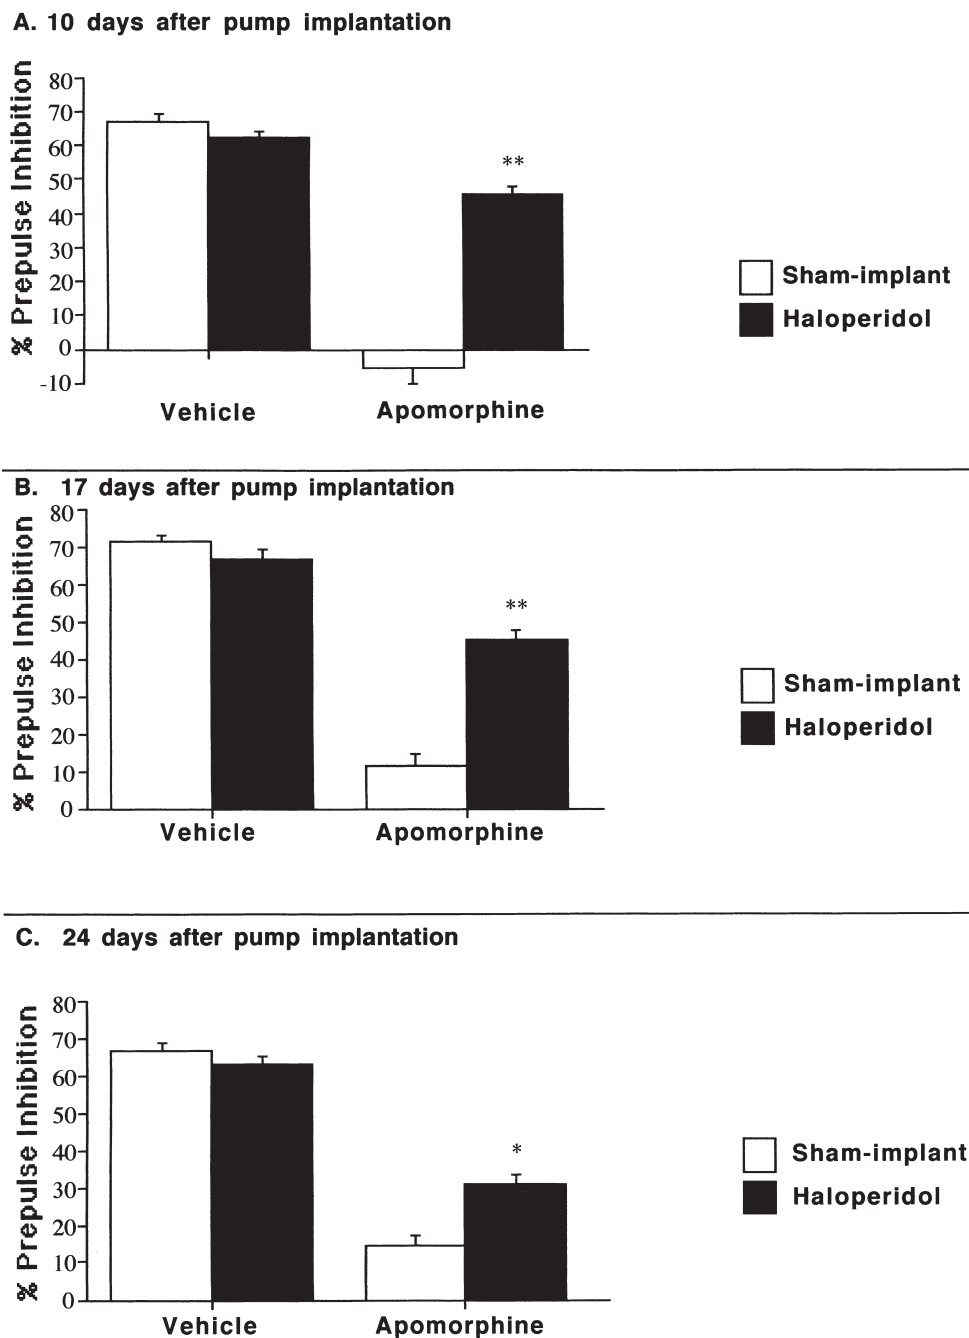 A. 10 days after pump implantation
% Prepulse Inhibition
80
70
60
50
40
30
20
10
0
-10
**
Vehicle
Apomorphine
Sham-implant
Haloperidol
B. 17 days after pump implantation
% Prepulse Inhibition
80
70
60
50
40
30
20
10
0
**
Vehicle
Apomorphine
Sham-implant
Haloperidol
C. 24 days after pump implantation
% Prepulse Inhibition
80
70
60
50
40
30
20
10
0
*
Vehicle
Apomorphine
Sham-implant
Haloperidol